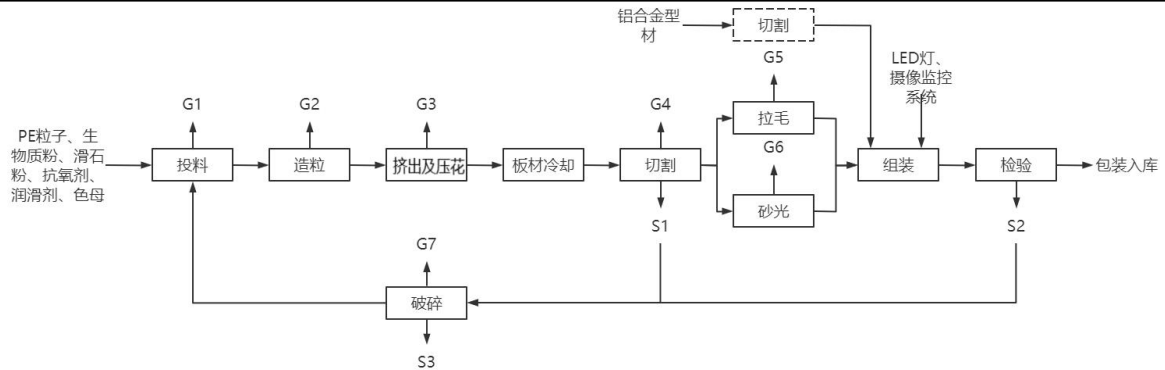 铝合金型
材
切割
LED灯、
摄像监控
系统
G5
G1
G2
G3
G4
拉毛
PE粒子、生
物质粉、滑石
粉、抗氧剂、
润滑剂、色母
投料
造粒
挤出及压花
板材冷却
切割
G6
组装
检验
包装入库
砂光
S1
S2
G7
破碎
S3